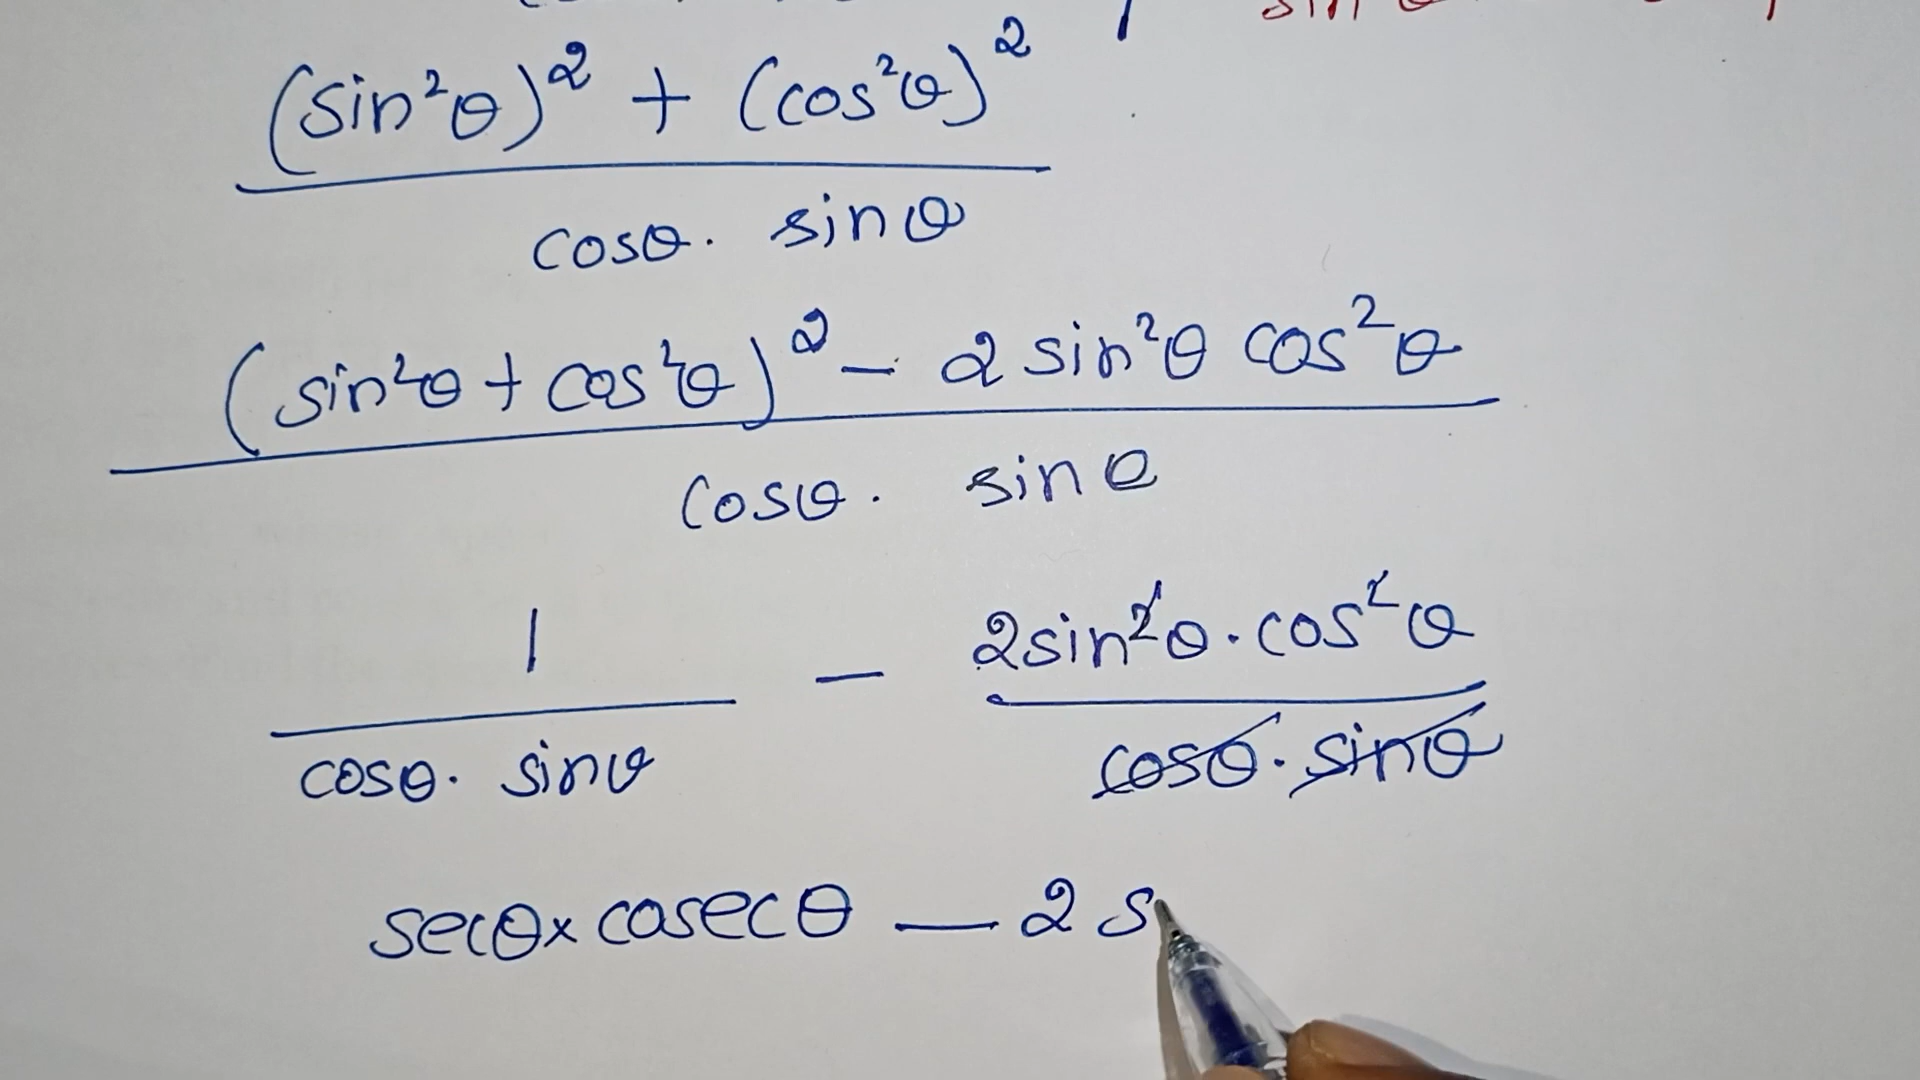 sin
(sin²θ)² + (cos²θ)²
cosθ. sinθ
(sin²θ + cos²θ)² - 2 sin²θ cos²θ
cosθ. sinθ
1 - 2sin²θ.cos²θ
cosθ. sinθ cosθ. sinθ
secθ x cosecθ - 2 s